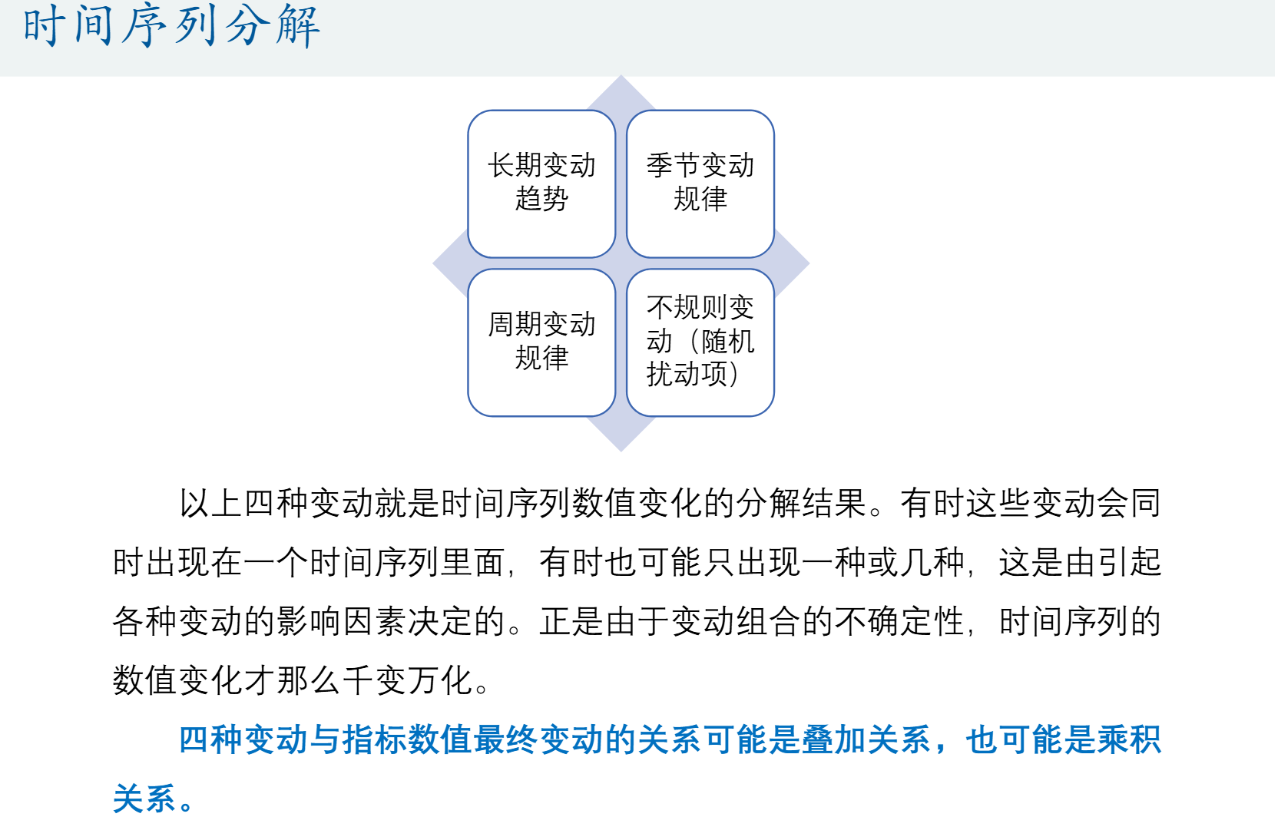 时间序列分解
长期变动
趋势
季节变动
规律
周期变动
规律
不规则变
动（随机
扰动项）
以上四种变动就是时间序列数值变化的分解结果。有时这些变动会同
时出现在一个时间序列里面，有时也可能只出现一种或几种，这是由引起
各种变动的影响因素决定的。正是由于变动组合的不确定性，时间序列的
数值变化才那么千变万化。
四种变动与指标数值最终变动的关系可能是叠加关系，也可能是乘积
关系。